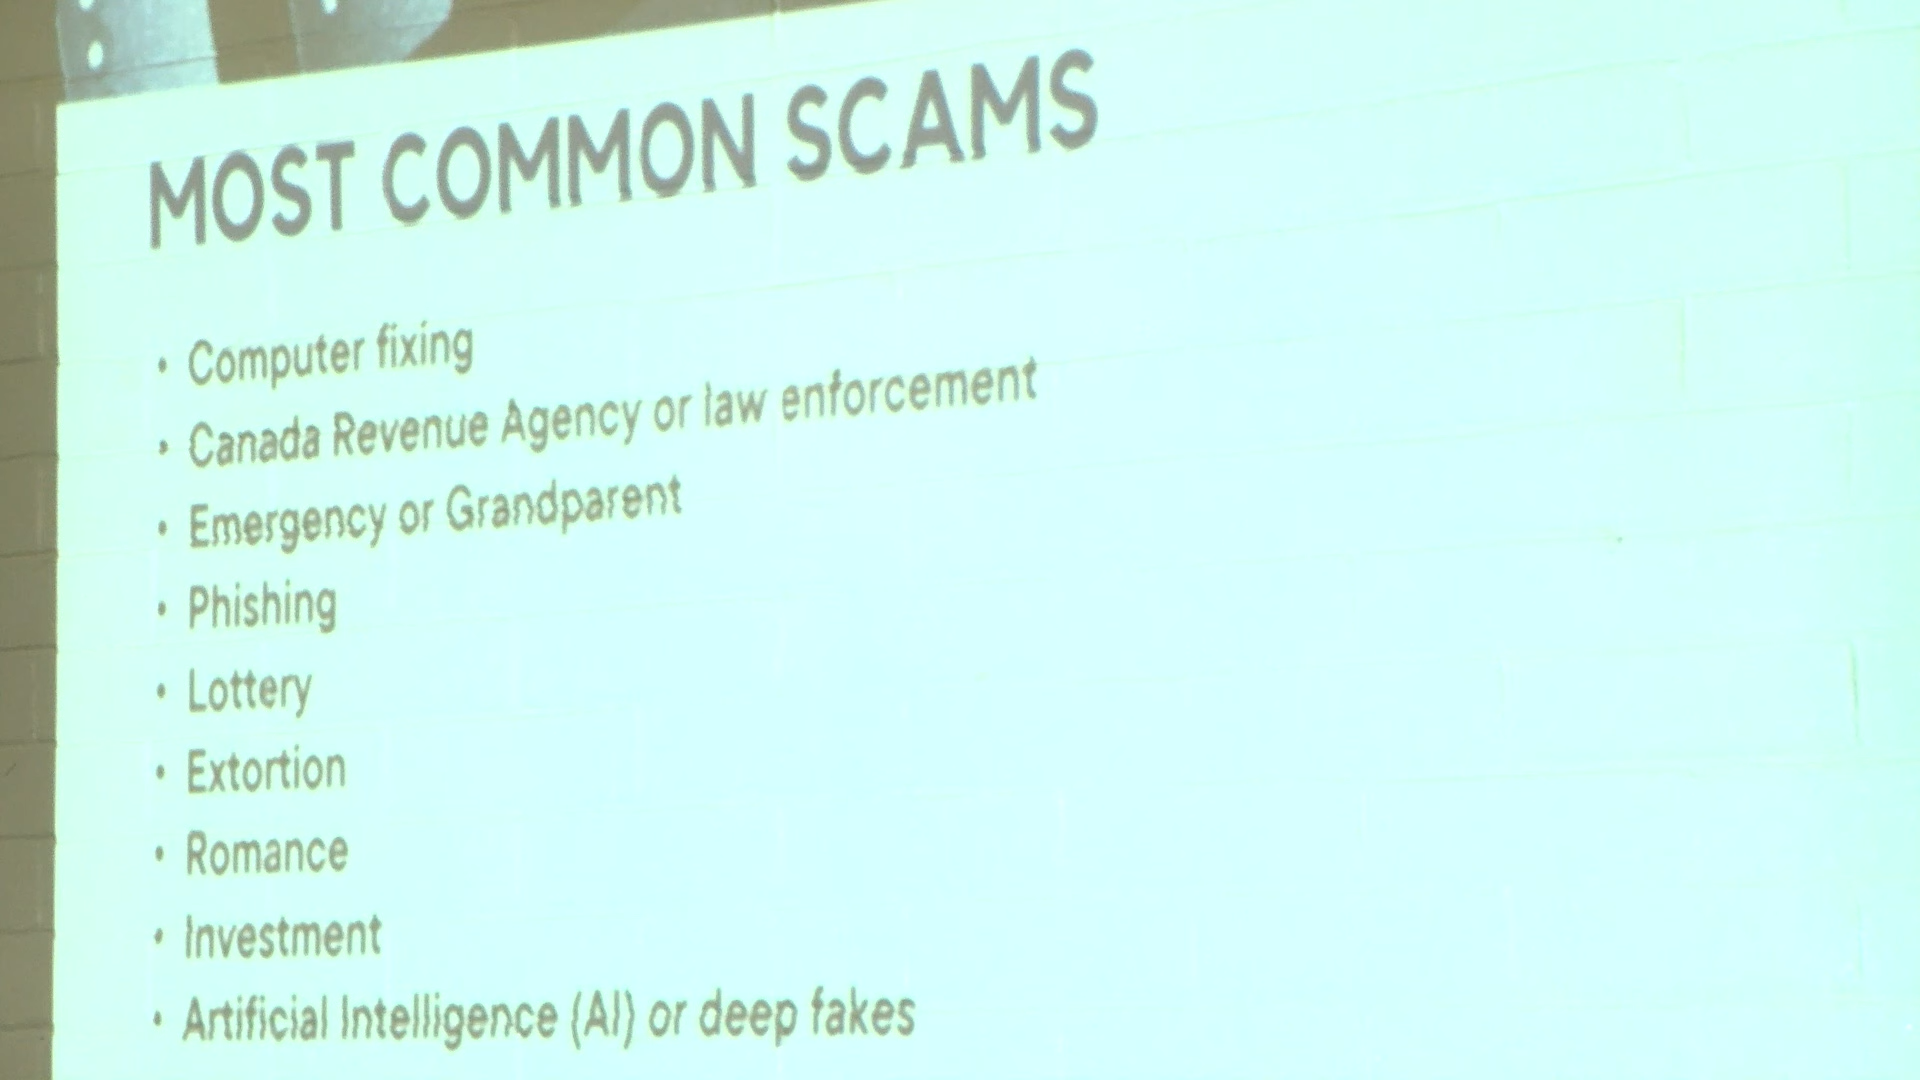 MOST COMMON SCAMS
• Computer fixing
• Canada Revenue Agency or law enforcement
• Emergency or Grandparent
• Phishing
• Lottery
• Extortion
• Romance
• Investment
• Artificial Intelligence (AI) or deep fakes